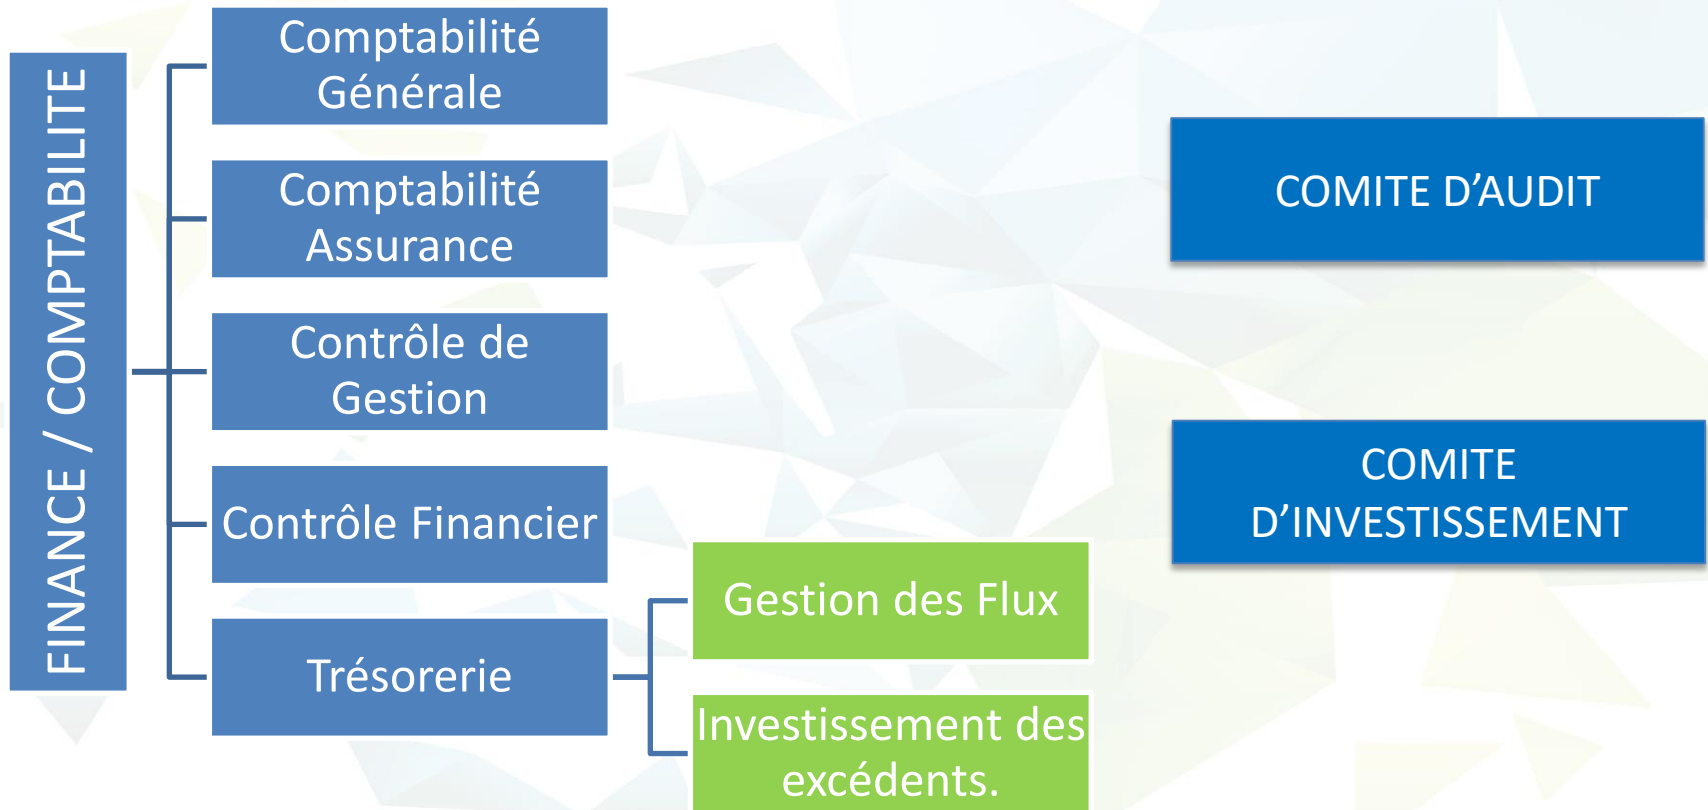 FINANCE / COMPTABILITE
Comptabilité
Générale
Comptabilité
Assurance
Contrôle de
Gestion
Contrôle Financier
Trésorerie
Gestion des Flux
Investissement des
excédents.
COMITE D’AUDIT
COMITE
D’INVESTISSEMENT